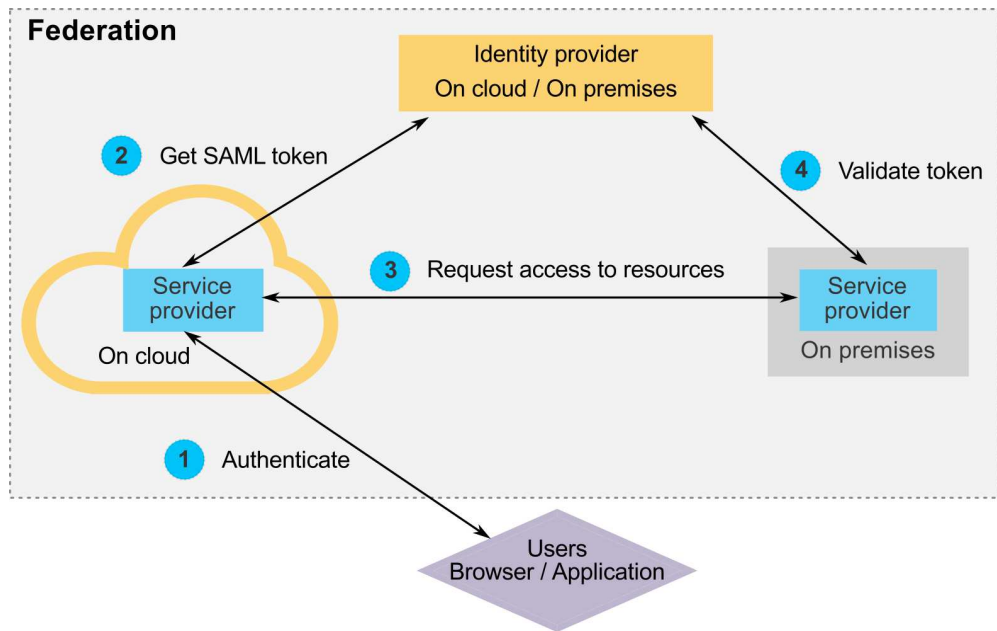 Federation
Identity provider
On cloud / On premises
2 Get SAML token
4 Validate token
3 Request access to resources
Service
provider
On cloud
Service
provider
On premises
1 Authenticate
Users
Browser / Application